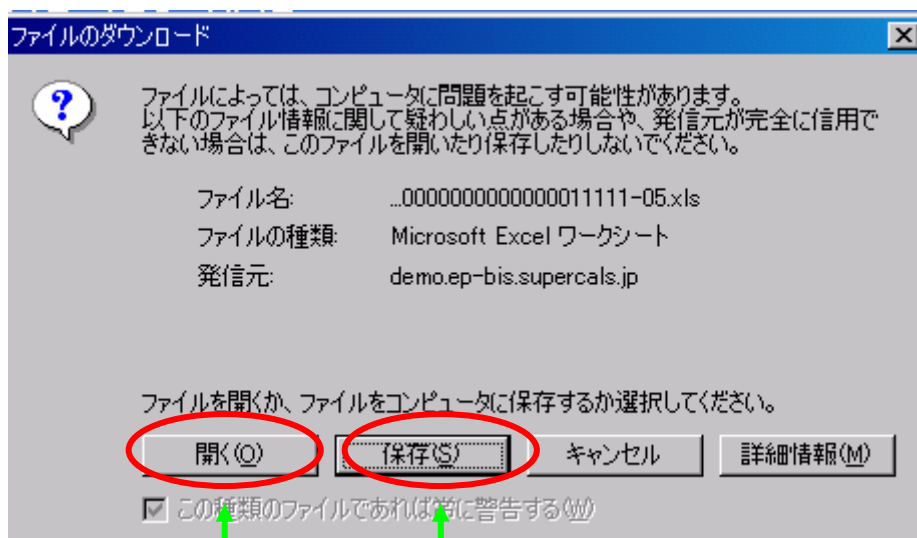 ファイルのダウンロード
ファイルによっては、コンピュータに問題を起こす可能性があります。
以下のファイル情報に関して疑わしい点がある場合や、発信元が完全に信用で
きない場合は、このファイルを開いたり保存したりしないでください。
ファイル名: ...0000000000000011111-05.xls
ファイルの種類: Microsoft Excel ワークシート
発信元: demo.ep-bis.supercals.jp
ファイルを開くか、ファイルをコンピュータに保存するか選択してください。
開く(O) 保存(S) キャンセル 詳細情報(M)
この種類のファイルであれば常に警告する(W)